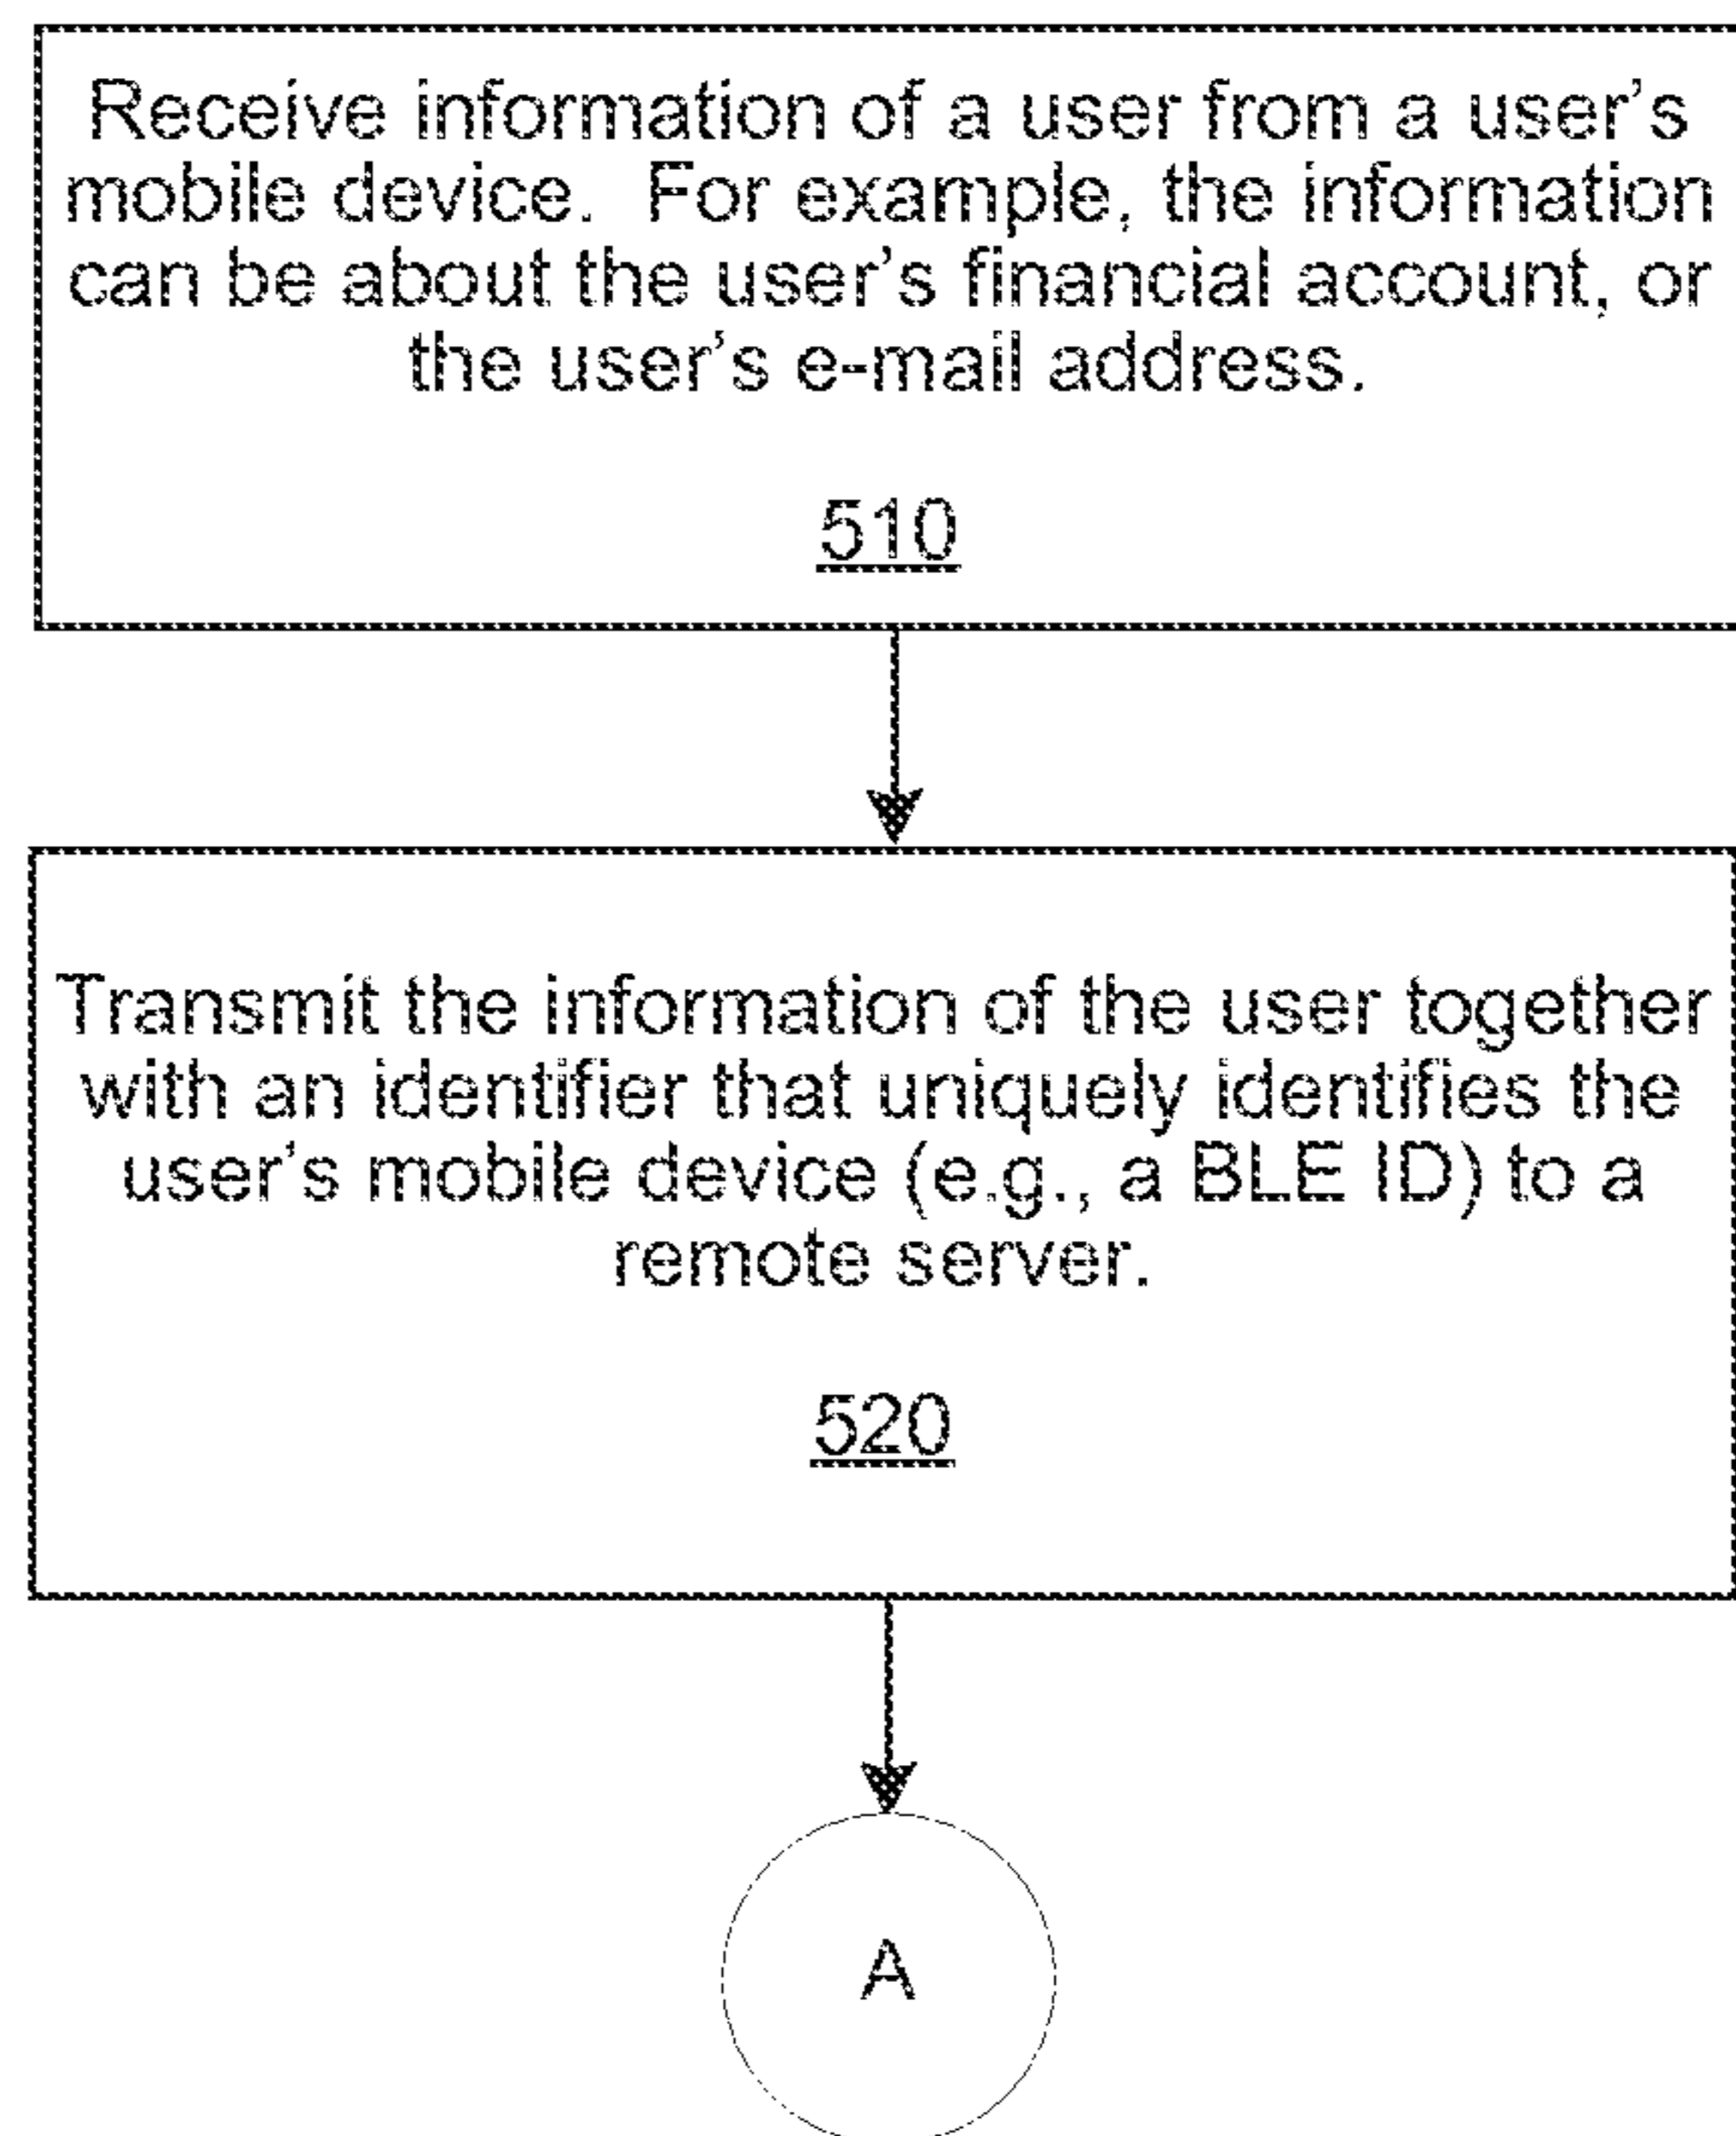 Receive information of a user from a user's
mobile device. For example, the information
can be about the user's financial account, or
the user's e-mail address.
510
Transmit the information of the user together
with an identifier that uniquely identifies the
user's mobile device (e.g., a BLE ID) to a
remote server.
520
A